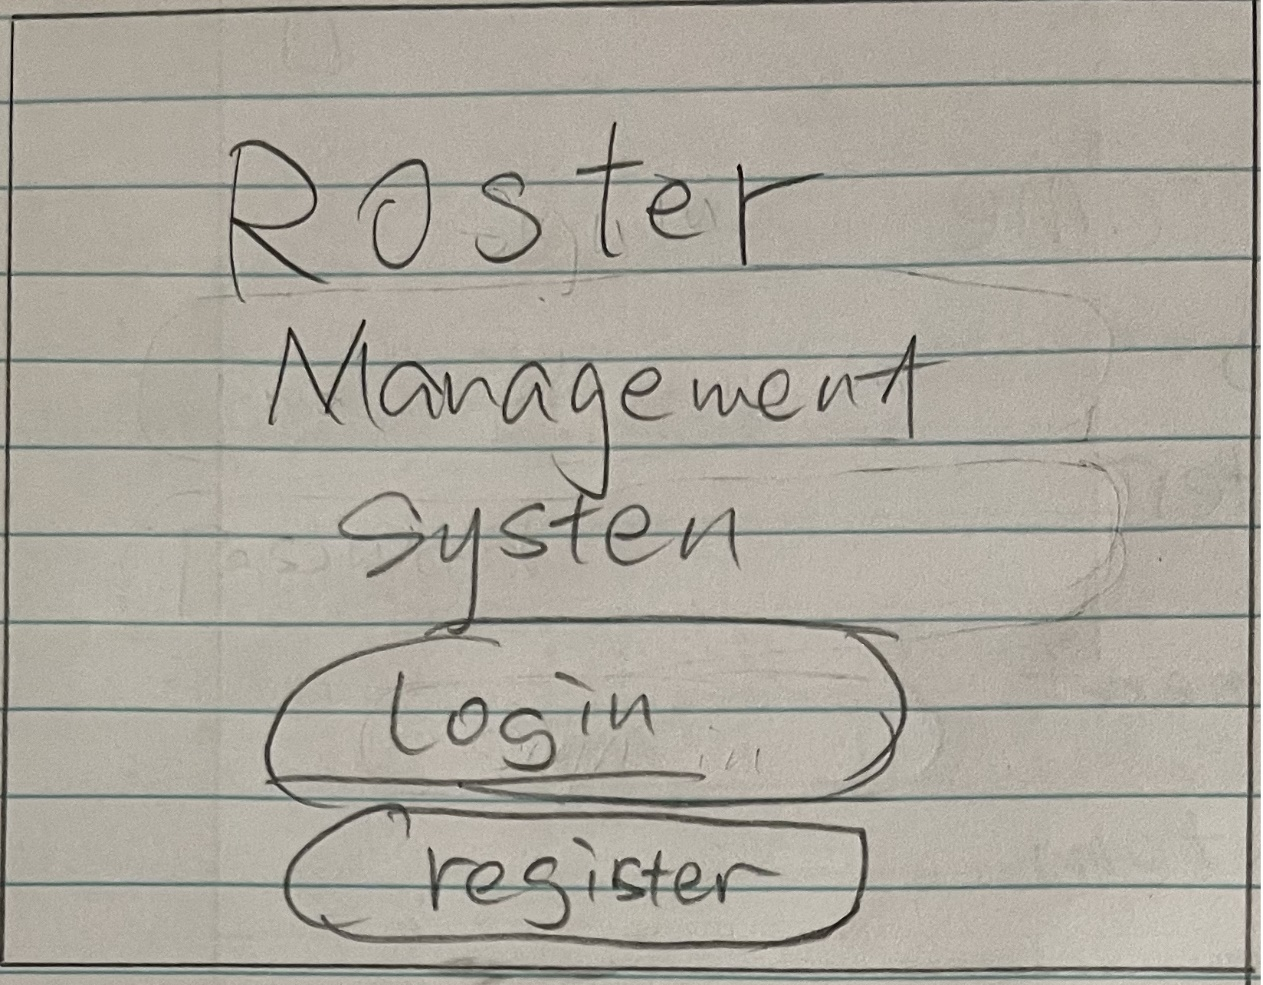 Roster
Management
Systen
Login
register